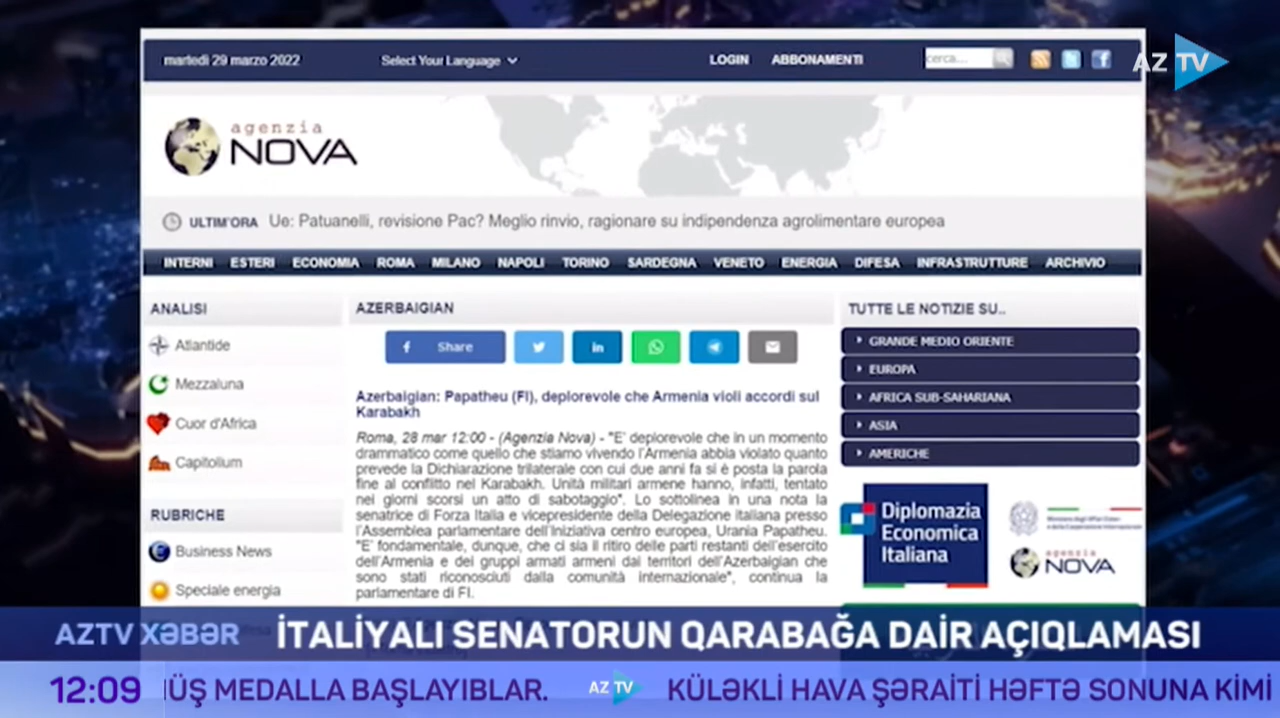 martedì 29 marzo 2022
Select Your Language
LOGIN
ABBONAMENTI
cerca...
AZ TV
agenzia
NOVA
ULTIM'ORA Ue: Patuanelli, revisione Pac? Meglio rinvio, ragionare su indipendenza agrolimentare europea
INTERNI ESTERI ECONOMIA ROMA MILANO NAPOLI TORINO SARDEGNA VENETO ENERGIA DIFESA INFRASTRUTTURE ARCHIVIO
ANALISI
Atlantide
Mezzaluna
Cuor d'Africa
Capitolium
RUBRICHE
Business News
Speciale energia
AZERBAIGIAN
Share
Azerbaigian: Papatheu (FI), deplorevole che Armenia violi accordi sul
Karabakh
Roma, 28 mar 12:00 - (Agenzia Nova) - "E' deplorevole che in un momento
drammatico come quello che stiamo vivendo l'Armenia abbia violato quanto
prevede la Dichiarazione trilaterale con cui due anni fa si è posta la parola
fine al conflitto nel Karabakh. Unità militari armene hanno, infatti, tentato
nei giorni scorsi un atto di sabotaggio". Lo sottolinea in una nota la
senatrice di Forza Italia e vicepresidente della Delegazione italiana presso
l'Assemblea parlamentare dell'Iniziativa centro europea, Urania Papatheu.
"E' fondamentale, dunque, che ci sia il ritiro delle parti restanti dell'esercito
dell'Armenia e dei gruppi armati armeni dai territori dell'Azerbaigian che
sono stati riconosciuti dalla comunità internazionale", continua la
parlamentare di FI.
TUTTE LE NOTIZIE SU..
GRANDE MEDIO ORIENTE
EUROPA
AFRICA SUB-SAHARIANA
ASIA
AMERICHE
Diplomazia
Economica
Italiana
agenzia
NOVA
AZTV XƏBƏR
İTALİYALI SENATORUN QARABAĞA DAİR AÇIQLAMASI
12:09
ÜŞ MEDALLA BAŞLAYIBLAR.
AZ TV
KÜLƏKLİ HAVA ŞƏRAİTİ HƏFTƏ SONUNA KİMİ